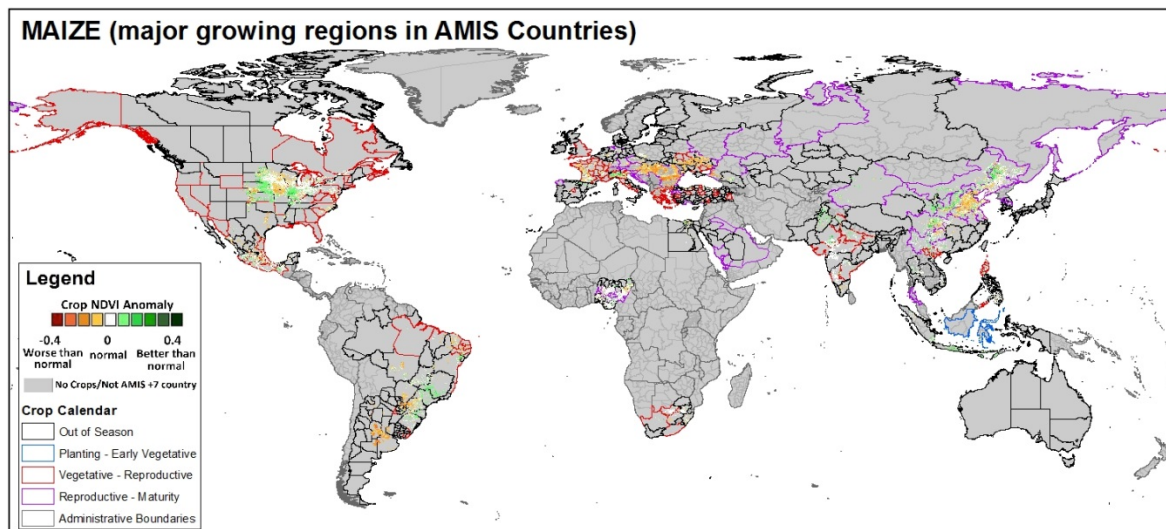 MAIZE (major growing regions in AMIS Countries)
Legend
Crop NDVI Anomaly
-0.4 0 0.4
Worse than normal Better than
normal normal
No Crops/Not AMIS +7 country
Crop Calendar
Out of Season
Planting - Early Vegetative
Vegetative - Reproductive
Reproductive - Maturity
Administrative Boundaries